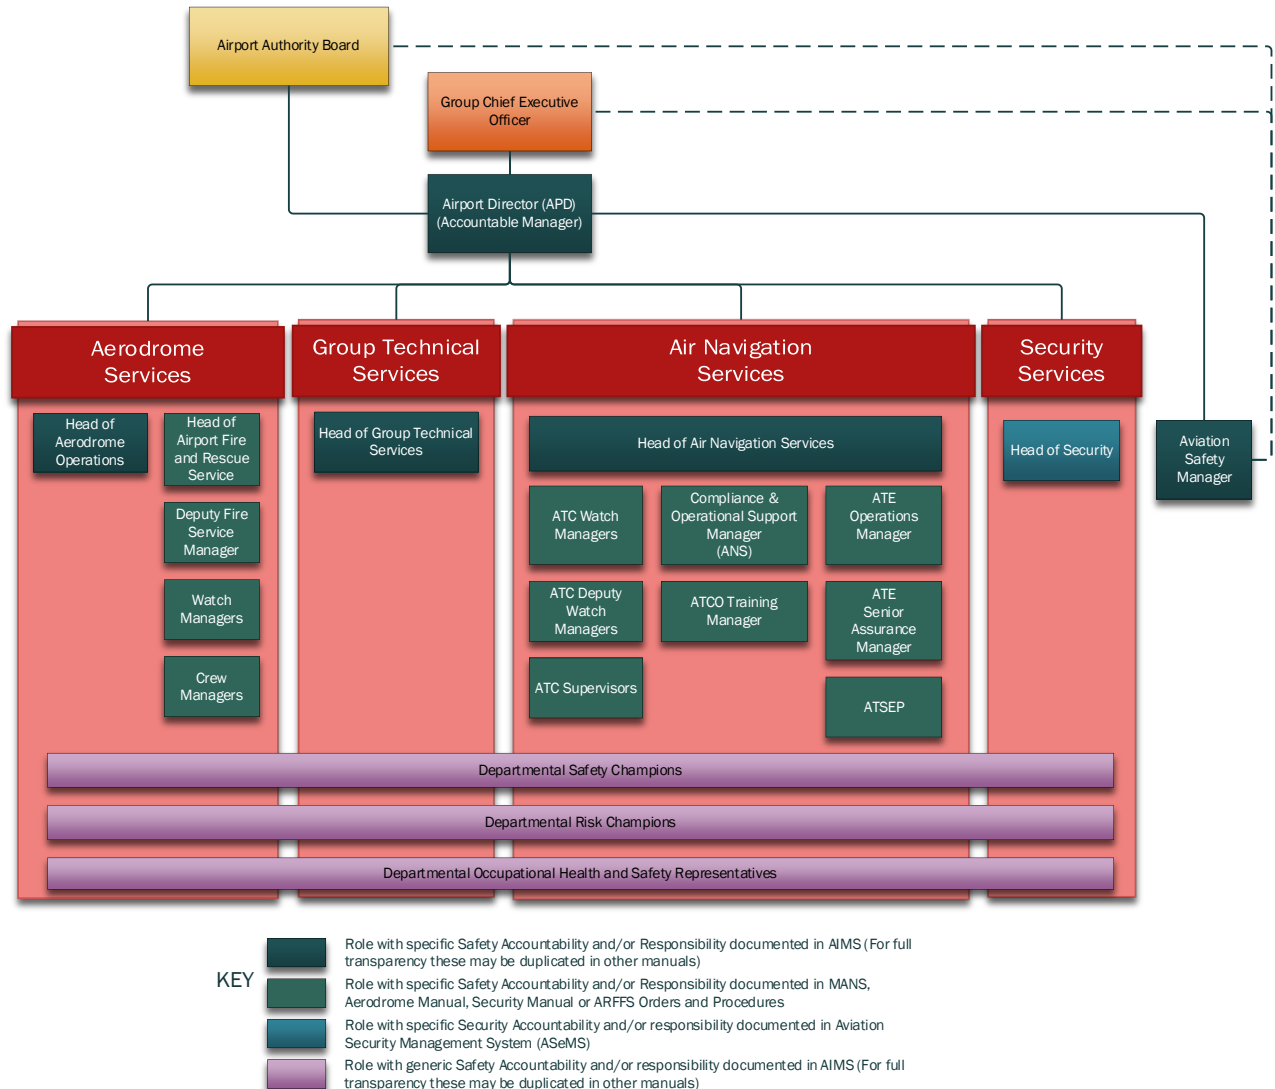 Airport Authority Board
Group Chief Executive
Officer
Airport Director (APD)
(Accountable Manager)
Aerodrome
Services
Group Technical
Services
Air Navigation
Services
Security
Services
Head of
Aerodrome
Operations
Head of
Airport Fire
and Rescue
Service
Deputy Fire
Service
Manager
Watch
Managers
Crew
Managers
Head of Group Technical
Services
Head of Air Navigation Services
ATC Watch
Managers
Compliance &
Operational Support
Manager
(ANS)
ATE
Operations
Manager
ATC Deputy
Watch
Managers
ATCO Training
Manager
ATE
Senior
Assurance
Manager
ATC Supervisors
ATSEP
Head of Security
Aviation
Safety
Manager
Departmental Safety Champions
Departmental Risk Champions
Departmental Occupational Health and Safety Representatives
KEY
Role with specific Safety Accountability and/or Responsibility documented in AIMS (For full
transparency these may be duplicated in other manuals)
Role with specific Safety Accountability and/or Responsibility documented in MANS,
Aerodrome Manual, Security Manual or ARFFS Orders and Procedures
Role with specific Security Accountability and/or responsibility documented in Aviation
Security Management System (ASeMS)
Role with generic Safety Accountability and/or responsibility documented in AIMS (For full
transparency these may be duplicated in other manuals)